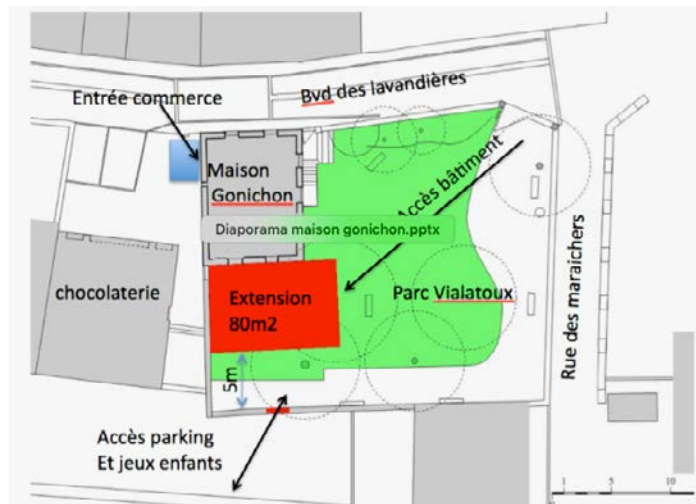 Bvd des lavandières
Entrée commerce
Maison
Gonichon
Accès bâtiment
Diaporama maison gonichon.pptx
chocolaterie
Extension
80m2
Parc Vialatoux
Rue des maraichers
5m
Accès parking
Et jeux enfants
1 5 10